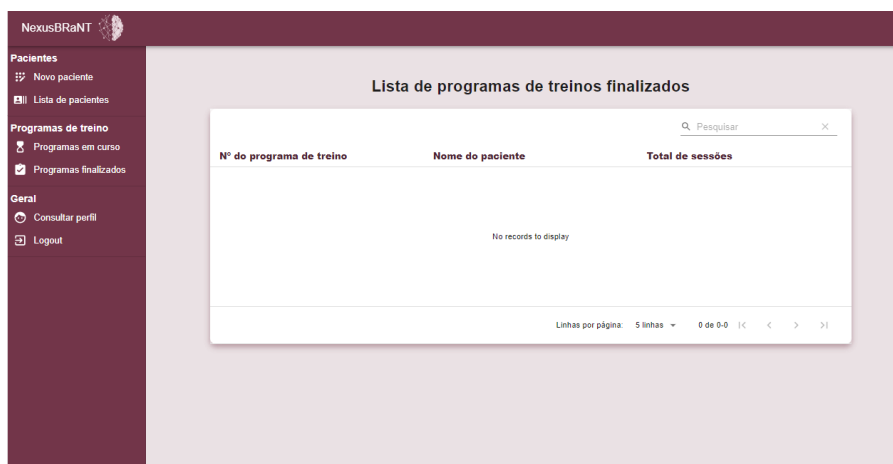 NexusBRaNT
Pacientes
Novo paciente
Lista de pacientes
Programas de treino
Programas em curso
Programas finalizados
Geral
Consultar perfil
Logout
Lista de programas de treinos finalizados
Pesquisar
Nº do programa de treino Nome do paciente Total de sessões
No records to display
Linhas por página: 5 linhas 0 de 0-0